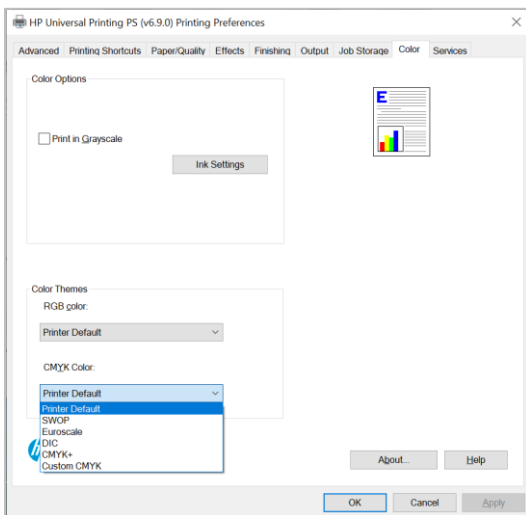 HP Universal Printing PS (v6.9.0) Printing Preferences
Advanced Printing Shortcuts Paper/Quality Effects Finishing Output Job Storage Color Services
Color Options
E
Print in Grayscale
Ink Settings
Color Themes
RGB color:
Printer Default
CMYK Color:
Printer Default
Printer Default
SWOP
Euroscale
DIC
CMYK+
Custom CMYK
hp
About...
Help
OK
Cancel
Apply